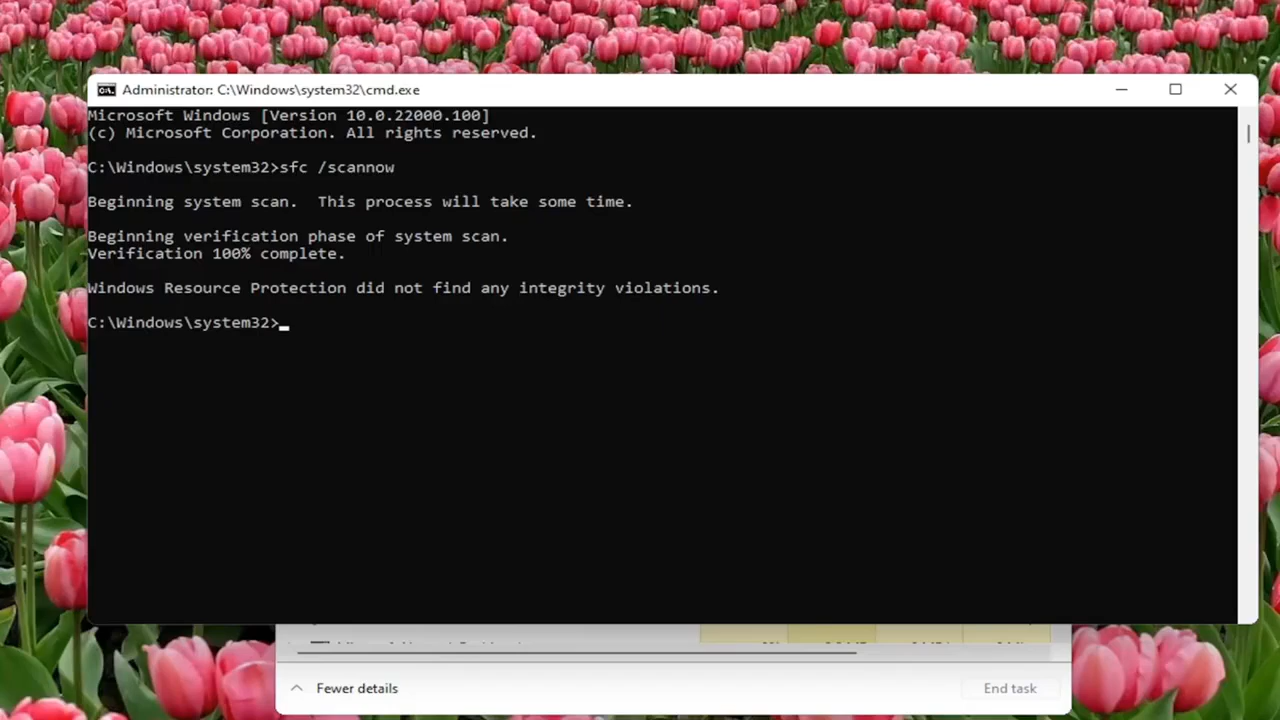 Administrator: C:\Windows\system32\cmd.exe
Microsoft Windows [Version 10.0.22000.100]
(c) Microsoft Corporation. All rights reserved.
C:\Windows\system32>sfc /scannow
Beginning system scan.  This process will take some time.
Beginning verification phase of system scan.
Verification 100% complete.
Windows Resource Protection did not find any integrity violations.
C:\Windows\system32>
Fewer details
End task